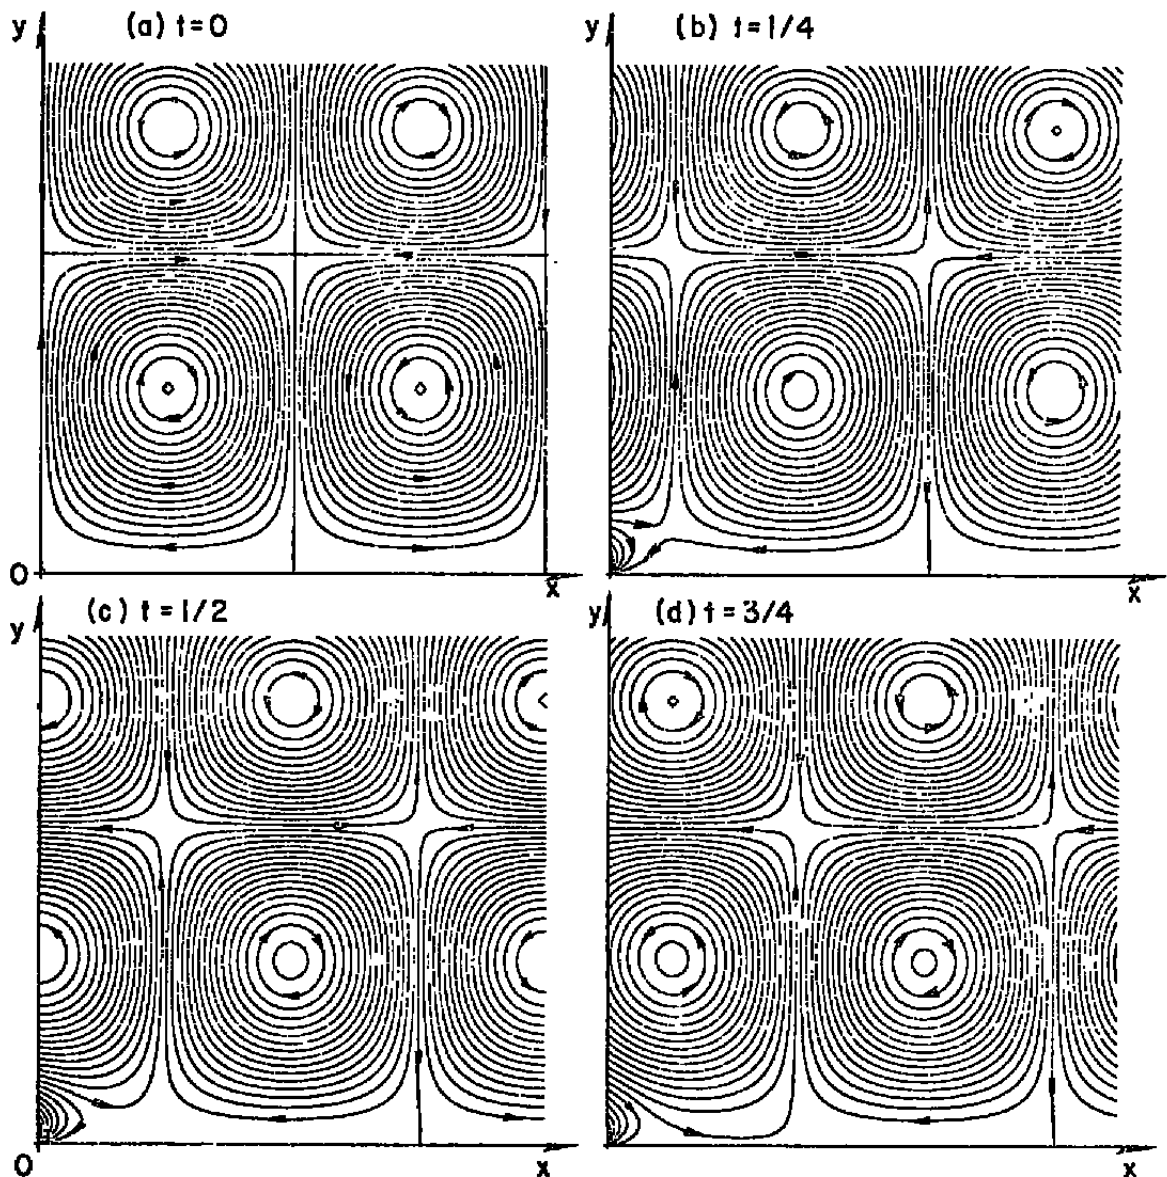 y (a) t=0
y (b) t=1/4
0 x
x
y (c) t=1/2
y (d) t=3/4
0 x
x